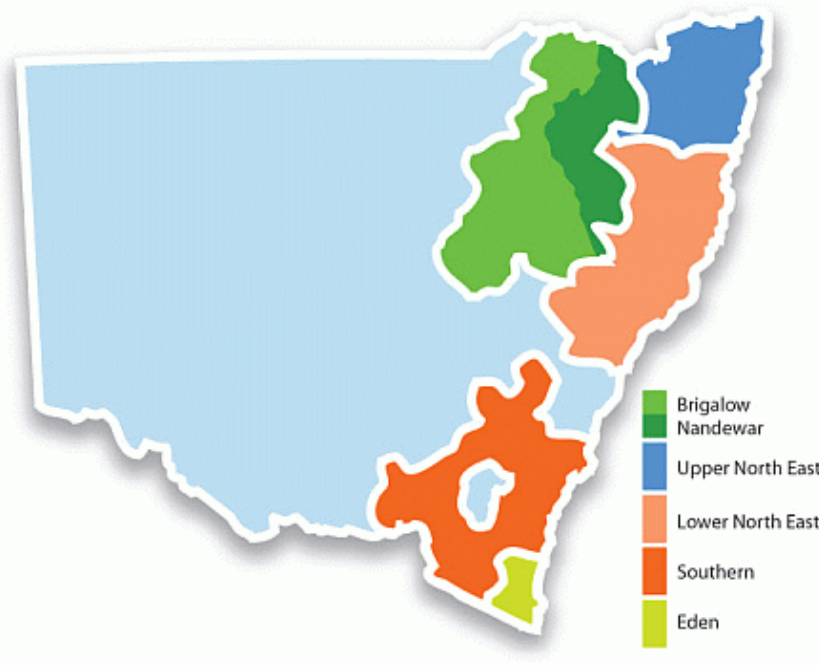 Brigalow
Nandewar
Upper North East
Lower North East
Southern
Eden